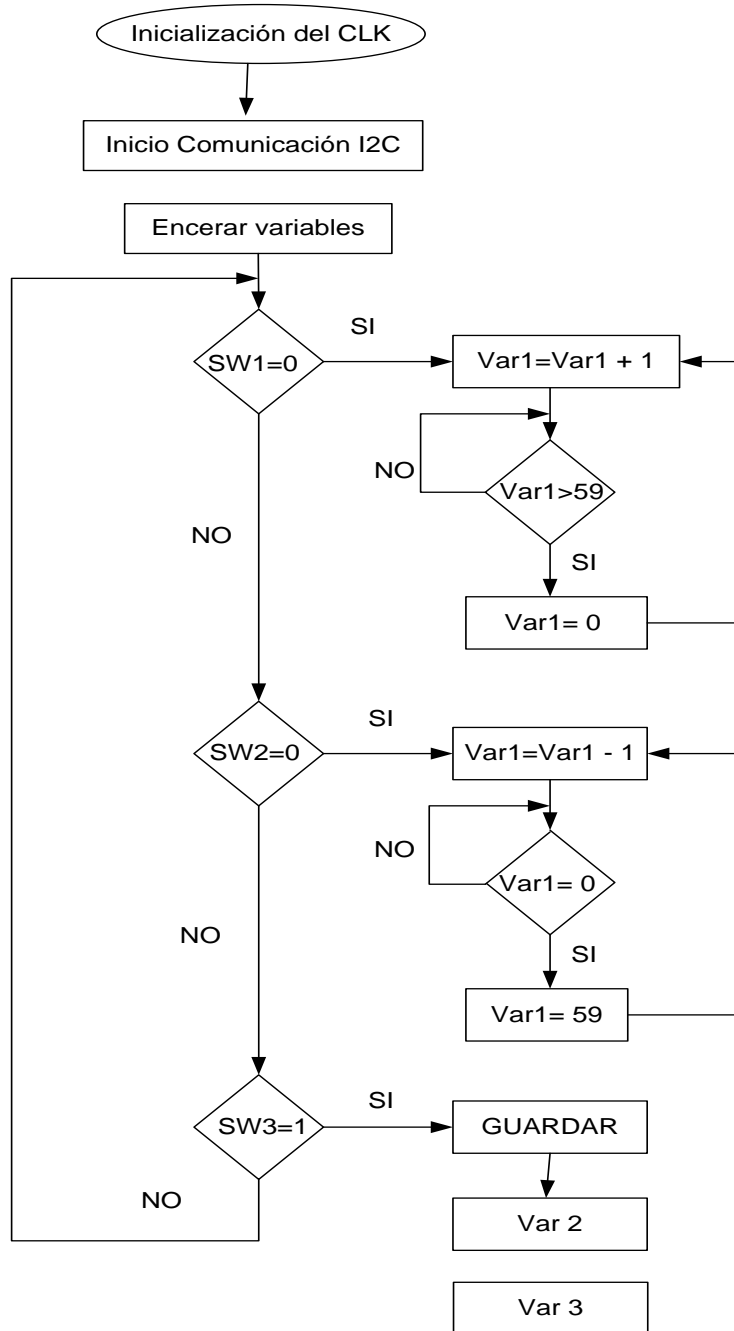 Inicialización del CLK
Inicio Comunicación I2C
Encerar variables
SW1=0
SI
Var1=Var1 + 1
NO
Var1>59
NO
SI
Var1= 0
SW2=0
SI
Var1=Var1 - 1
NO
Var1= 0
NO
SI
Var1= 59
SW3=1
SI
GUARDAR
NO
Var 2
Var 3